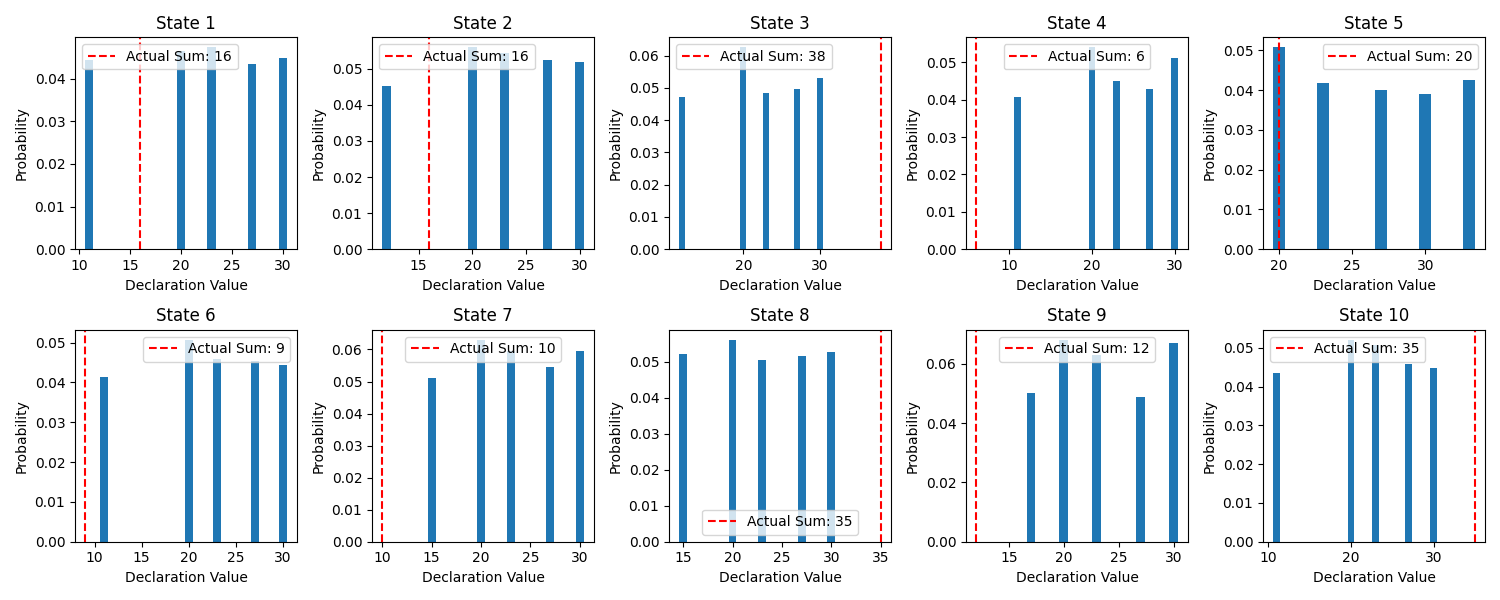 State 1
Actual Sum: 16
Probability
0.04
0.03
0.02
0.01
0.00
10 15 20 25 30
Declaration Value
State 2
Actual Sum: 16
Probability
0.05
0.04
0.03
0.02
0.01
0.00
15 20 25 30
Declaration Value
State 3
Actual Sum: 38
Probability
0.06
0.05
0.04
0.03
0.02
0.01
0.00
20 30
Declaration Value
State 4
Actual Sum: 6
Probability
0.05
0.04
0.03
0.02
0.01
0.00
10 20 30
Declaration Value
State 5
Actual Sum: 20
Probability
0.05
0.04
0.03
0.02
0.01
0.00
20 25 30
Declaration Value
State 6
Actual Sum: 9
Probability
0.05
0.04
0.03
0.02
0.01
0.00
10 15 20 25 30
Declaration Value
State 7
Actual Sum: 10
Probability
0.06
0.05
0.04
0.03
0.02
0.01
0.00
10 15 20 25 30
Declaration Value
State 8
Actual Sum: 35
Probability
0.05
0.04
0.03
0.02
0.01
0.00
15 20 25 30 35
Declaration Value
State 9
Actual Sum: 12
Probability
0.06
0.04
0.02
0.00
15 20 25 30
Declaration Value
State 10
Actual Sum: 35
Probability
0.05
0.04
0.03
0.02
0.01
0.00
10 20 30
Declaration Value